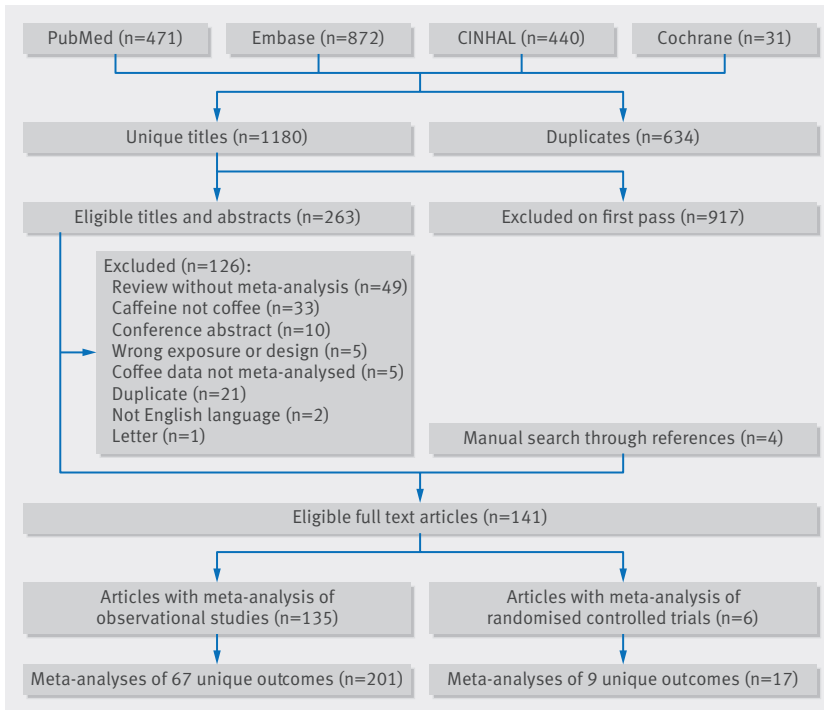 PubMed (n=471)
Embase (n=872)
CINHAL (n=440)
Cochrane (n=31)
Unique titles (n=1180)
Duplicates (n=634)
Eligible titles and abstracts (n=263)
Excluded on first pass (n=917)
Excluded (n=126):
Review without meta-analysis (n=49)
Caffeine not coffee (n=33)
Conference abstract (n=10)
Wrong exposure or design (n=5)
Coffee data not meta-analysed (n=5)
Duplicate (n=21)
Not English language (n=2)
Letter (n=1)
Manual search through references (n=4)
Eligible full text articles (n=141)
Articles with meta-analysis of
observational studies (n=135)
Articles with meta-analysis of
randomised controlled trials (n=6)
Meta-analyses of 67 unique outcomes (n=201)
Meta-analyses of 9 unique outcomes (n=17)